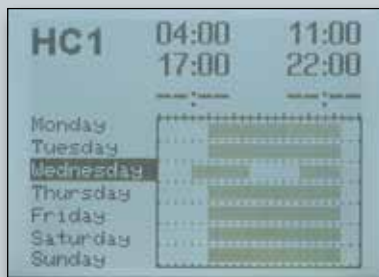 HC1 04:00 11:00
17:00 22:00
--:-- --:--
Monday
Tuesday
Wednesday
Thursday
Friday
Saturday
Sunday